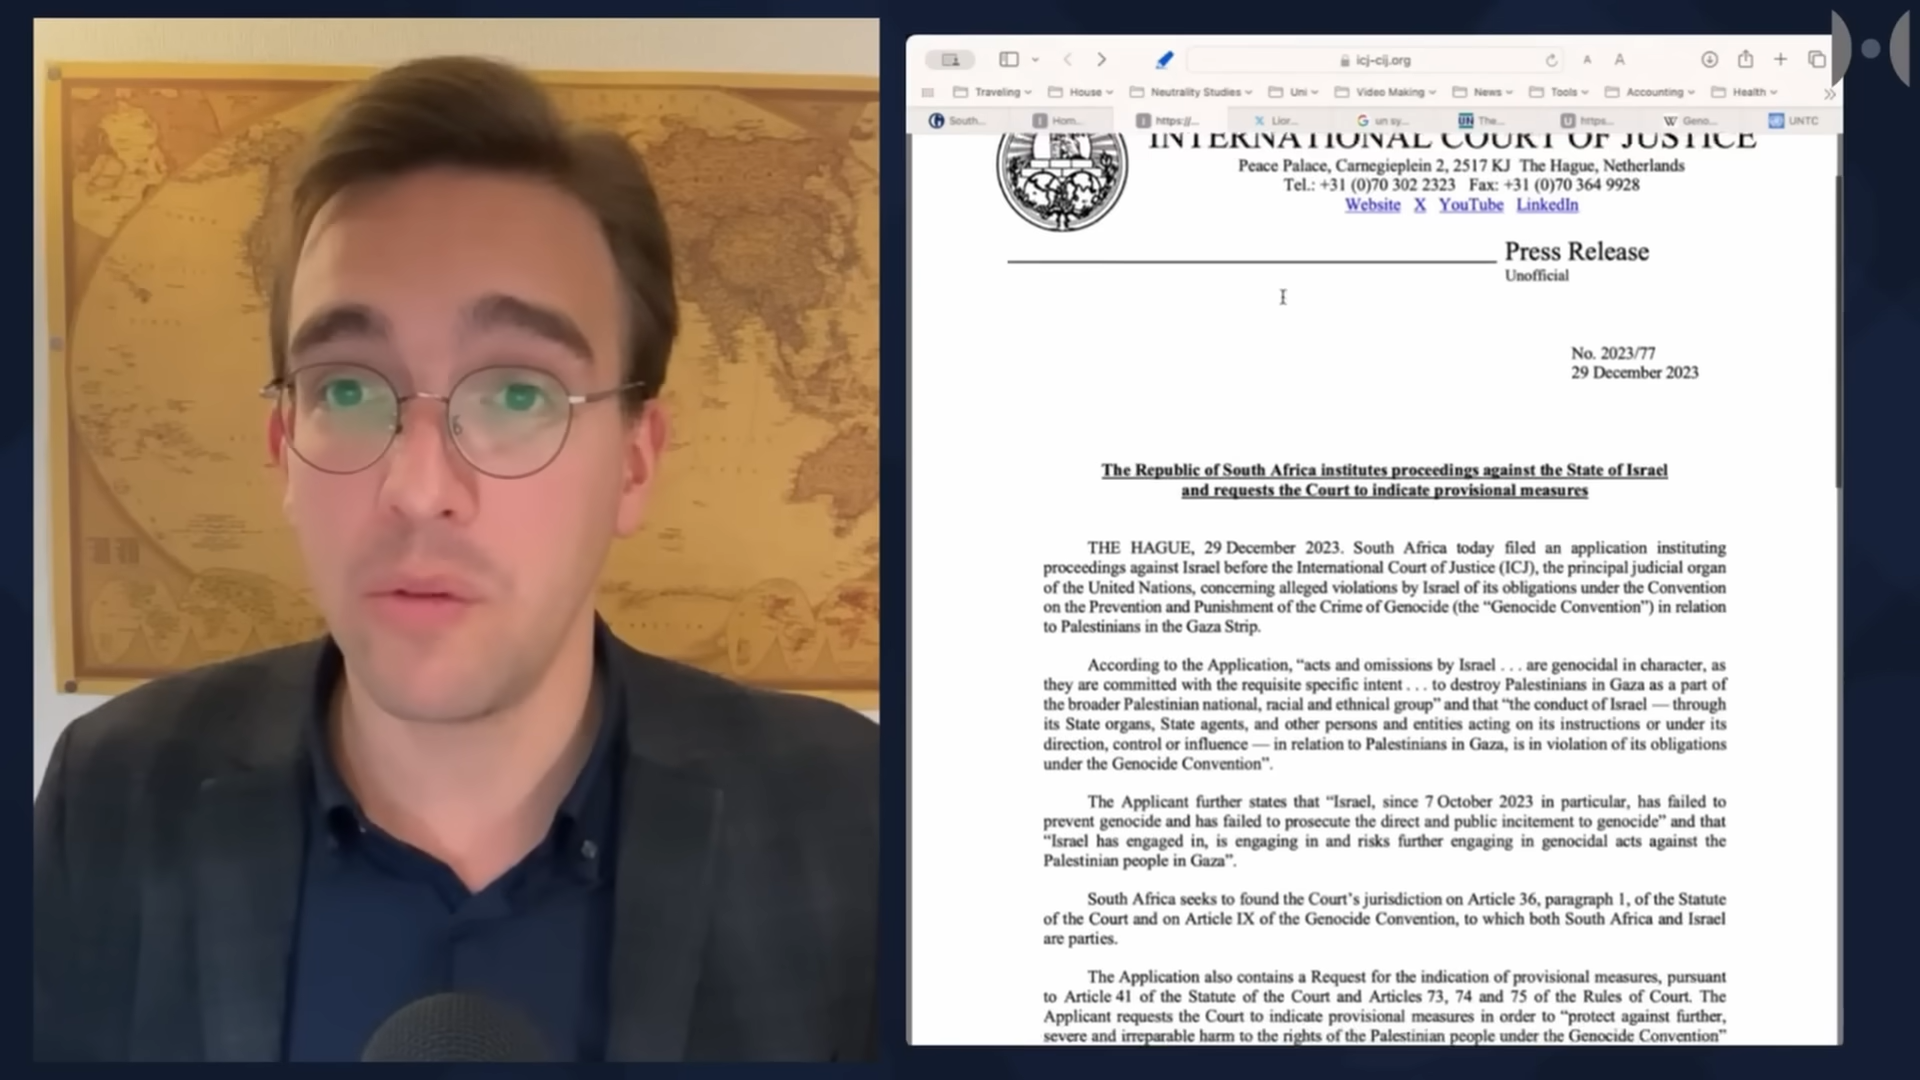 icj-cij.org
A A
Traveling House Neutrality Studies Uni Video Making News Tools Accounting Health
South... Hom... https://... Lior... un sy... The... https... Geno... UNTC
INTERNATIONAL COURT OF JUSTICE
Peace Palace, Carnegieplein 2, 2517 KJ The Hague, Netherlands
Tel.: +31 (0)70 302 2323 Fax: +31 (0)70 364 9928
Website X YouTube LinkedIn
Press Release
Unofficial
No. 2023/77
29 December 2023
The Republic of South Africa institutes proceedings against the State of Israel
and requests the Court to indicate provisional measures
THE HAGUE, 29 December 2023. South Africa today filed an application instituting
proceedings against Israel before the International Court of Justice (ICJ), the principal judicial organ
of the United Nations, concerning alleged violations by Israel of its obligations under the Convention
on the Prevention and Punishment of the Crime of Genocide (the “Genocide Convention”) in relation
to Palestinians in the Gaza Strip.
According to the Application, “acts and omissions by Israel . . . are genocidal in character, as
they are committed with the requisite specific intent . . . to destroy Palestinians in Gaza as a part of
the broader Palestinian national, racial and ethnical group” and that “the conduct of Israel — through
its State organs, State agents, and other persons and entities acting on its instructions or under its
direction, control or influence — in relation to Palestinians in Gaza, is in violation of its obligations
under the Genocide Convention”.
The Applicant further states that “Israel, since 7 October 2023 in particular, has failed to
prevent genocide and has failed to prosecute the direct and public incitement to genocide” and that
“Israel has engaged in, is engaging in and risks further engaging in genocidal acts against the
Palestinian people in Gaza”.
South Africa seeks to found the Court’s jurisdiction on Article 36, paragraph 1, of the Statute
of the Court and on Article IX of the Genocide Convention, to which both South Africa and Israel
are parties.
The Application also contains a Request for the indication of provisional measures, pursuant
to Article 41 of the Statute of the Court and Articles 73, 74 and 75 of the Rules of Court. The
Applicant requests the Court to indicate provisional measures in order to “protect against further,
severe and irreparable harm to the rights of the Palestinian people under the Genocide Convention”